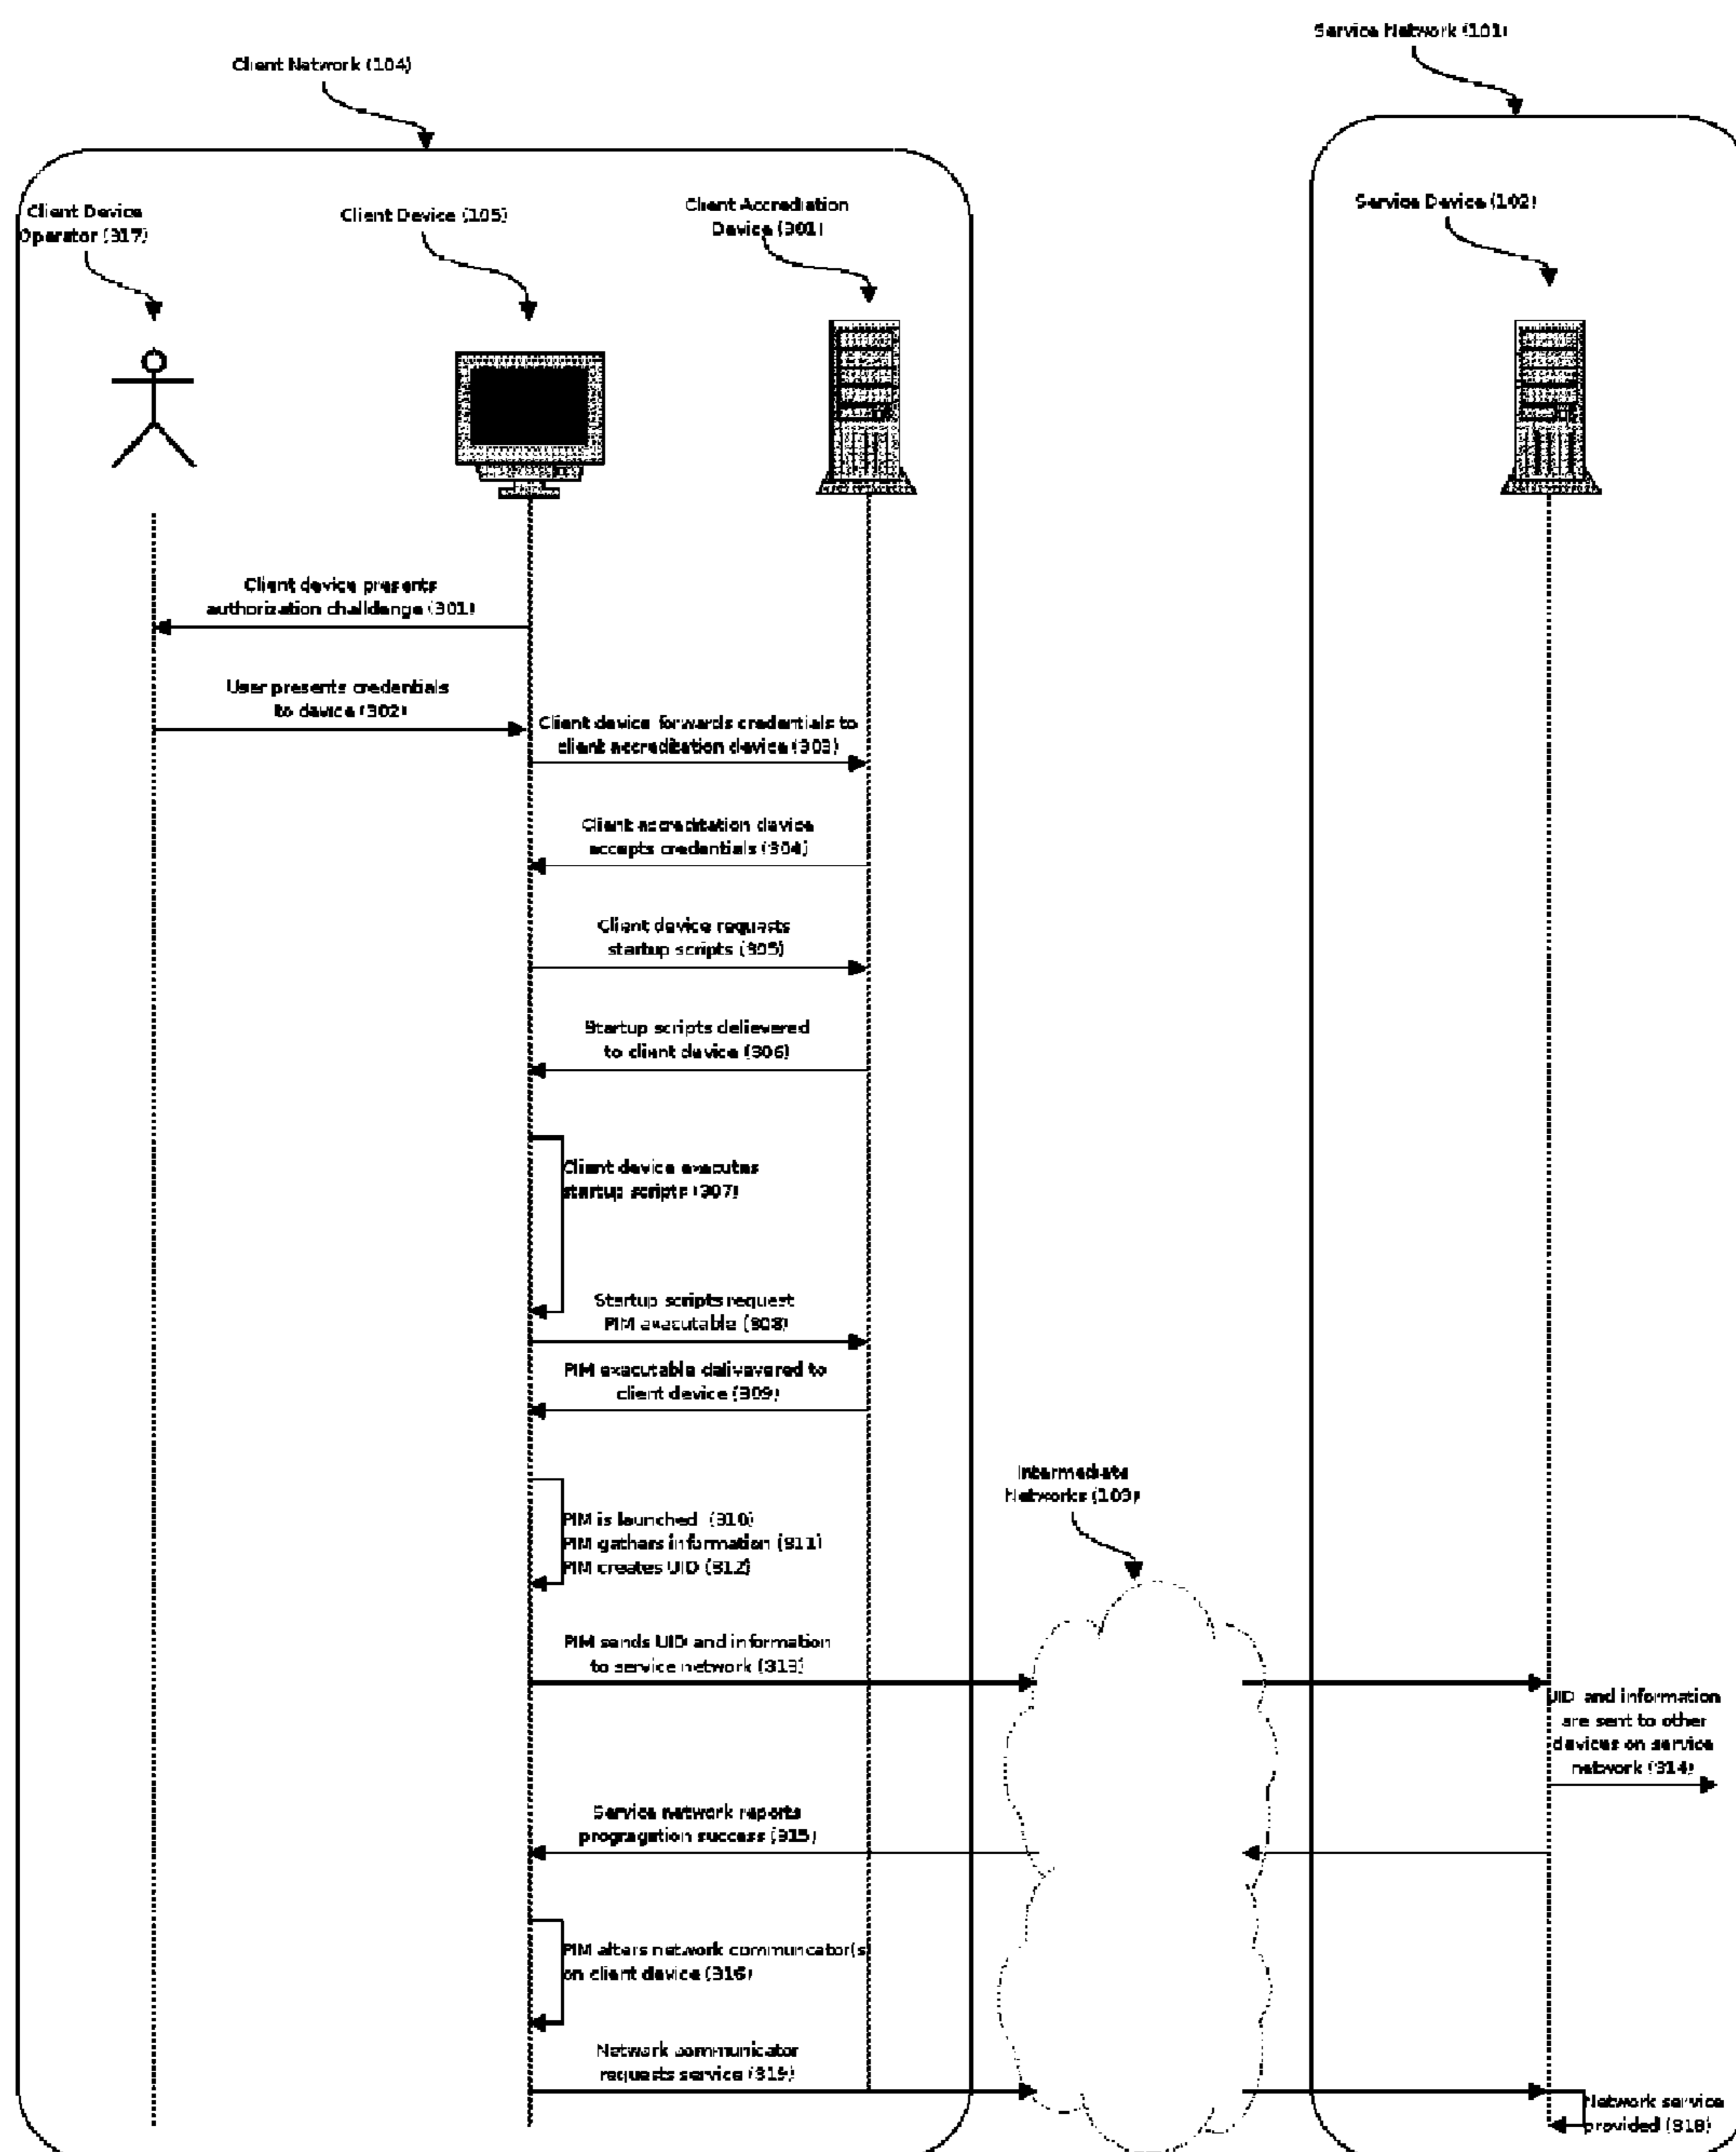 Service Network (101)
Client Network (104)
Client Device
Operator (317)
Client Device (105)
Client Accrediation
Device (301)
Service Device (102)
Client device presents
authorization challdenge (301)
User presents credentials
to device (302)
Client device forwards credentials to
client accreditation device (303)
Client accreditation device
accepts credentials (304)
Client device requests
startup scripts (305)
Startup scripts delievered
to client device (306)
Client device executes
startup scripts (307)
Startup scripts request
PIM executable (308)
PIM executable delivavered to
client device (309)
Intermediate
Networks (103)
PIM is launched (310)
PIM gathers information (311)
PIM creates UID (312)
PIM sends UID and information
to service network (313)
UID and information
are sent to other
devices on service
network (314)
Service network reports
progragation success (315)
PIM alters network communcator(s)
on client device (316)
Network communicator
requests service (319)
Network service
provided (318)